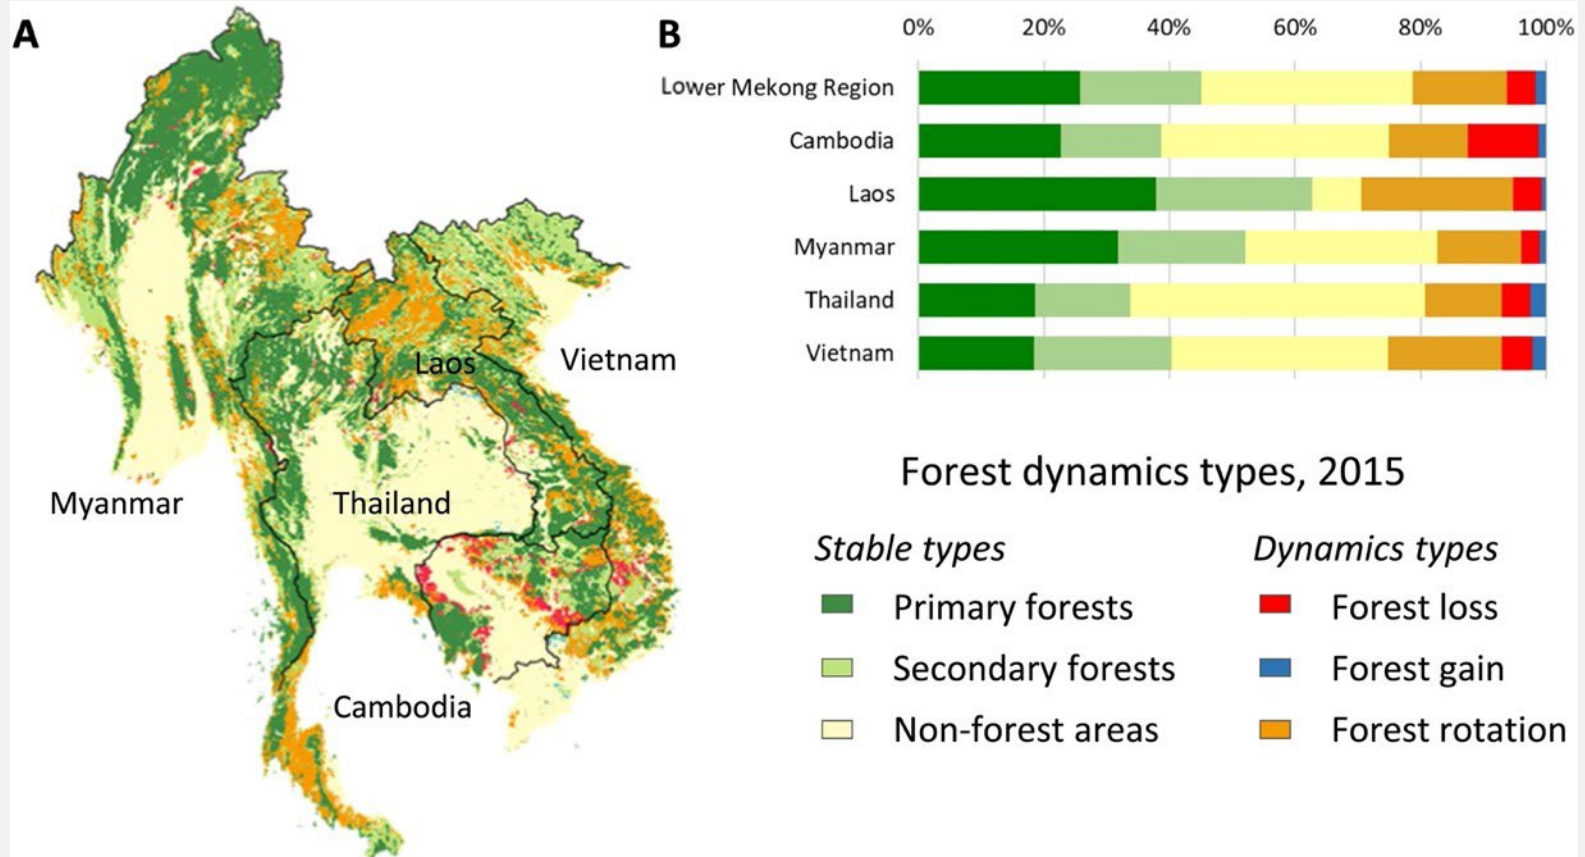 A
Myanmar
Thailand
Laos
Vietnam
Cambodia
B
0% 20% 40% 60% 80% 100%
Lower Mekong Region
Cambodia
Laos
Myanmar
Thailand
Vietnam
Forest dynamics types, 2015
Stable types
Primary forests
Secondary forests
Non-forest areas
Dynamics types
Forest loss
Forest gain
Forest rotation